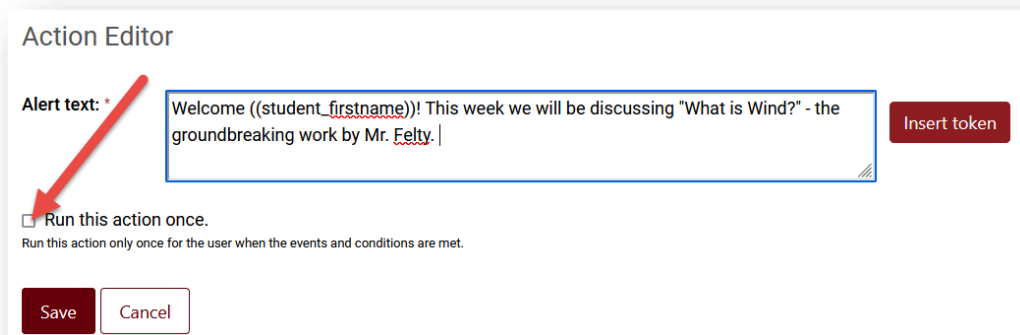 Action Editor
Alert text: *
Welcome ((student_firstname))! This week we will be discussing "What is Wind?" - the
groundbreaking work by Mr. Felty.
Insert token
Run this action once.
Run this action only once for the user when the events and conditions are met.
Save Cancel